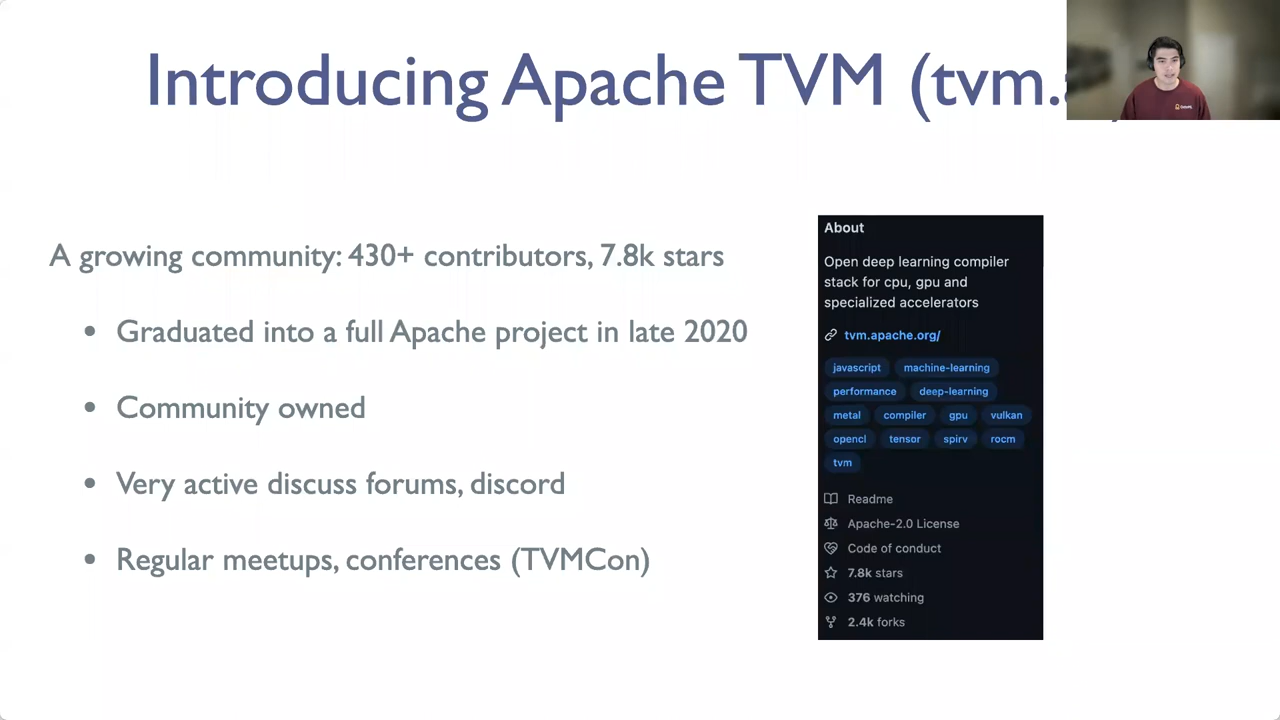 Introducing Apache TVM (tvm.
A growing community: 430+ contributors, 7.8k stars
• Graduated into a full Apache project in late 2020
• Community owned
• Very active discuss forums, discord
• Regular meetups, conferences (TVMCon)
About
Open deep learning compiler
stack for cpu, gpu and
specialized accelerators
tvm.apache.org/
javascript machine-learning
performance deep-learning
metal compiler gpu vulkan
opencl tensor spirv rocm
tvm
Readme
Apache-2.0 License
Code of conduct
7.8k stars
376 watching
2.4k forks